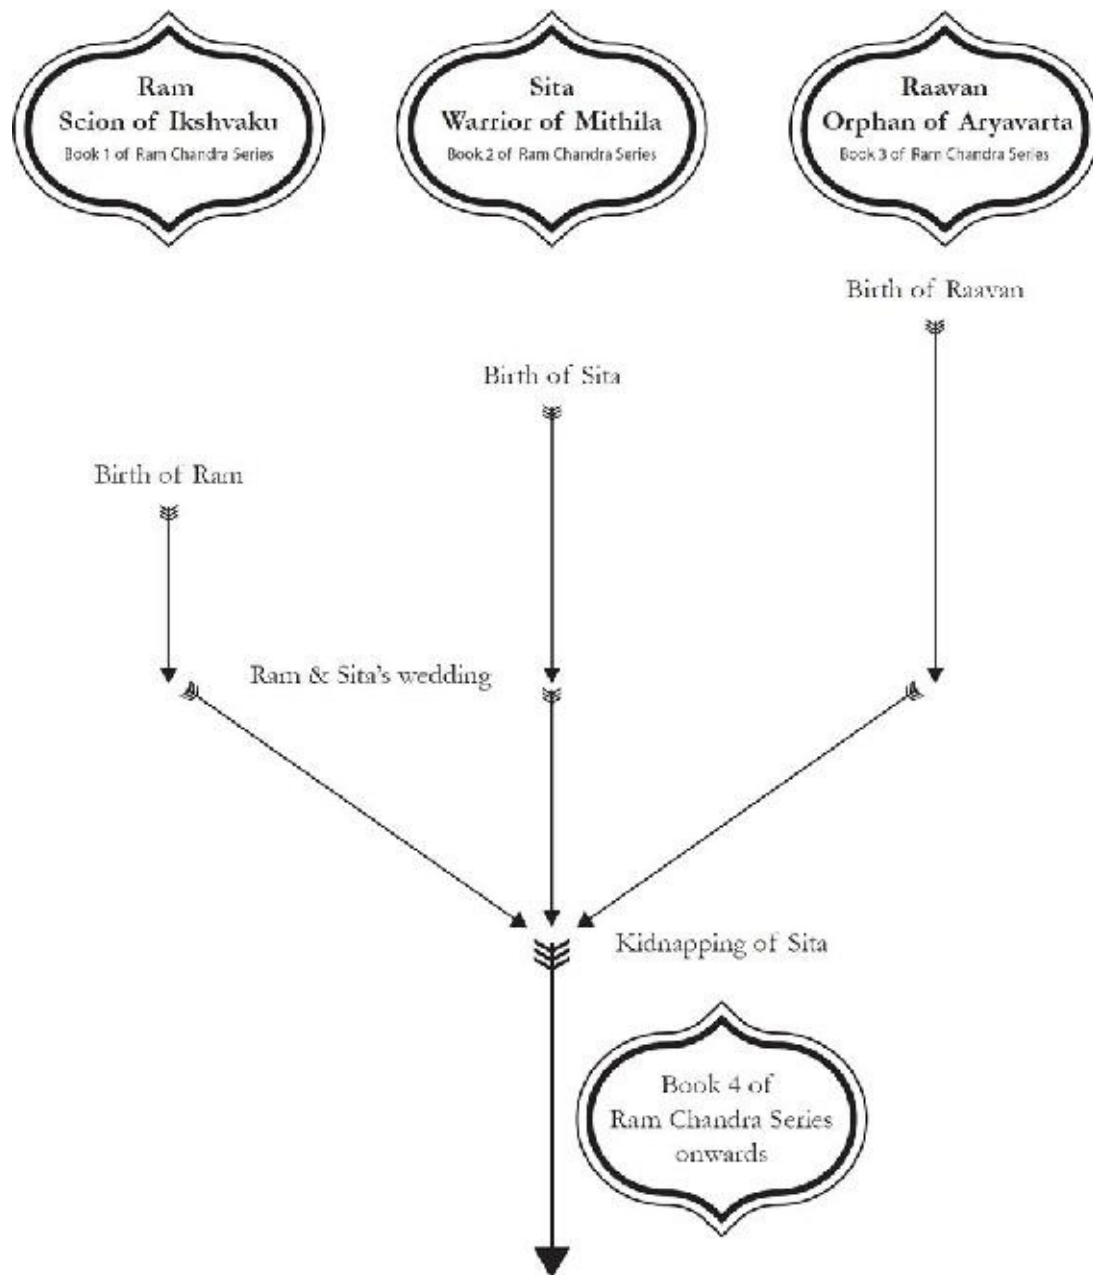 Ram
Scion of Ikshvaku
Book 1 of Ram Chandra Series
Sita
Warrior of Mithila
Book 2 of Ram Chandra Series
Raavan
Orphan of Aryavarta
Book 3 of Ram Chandra Series
Birth of Raavan
Birth of Sita
Birth of Ram
Ram & Sita's wedding
Kidnapping of Sita
Book 4 of
Ram Chandra Series
onwards